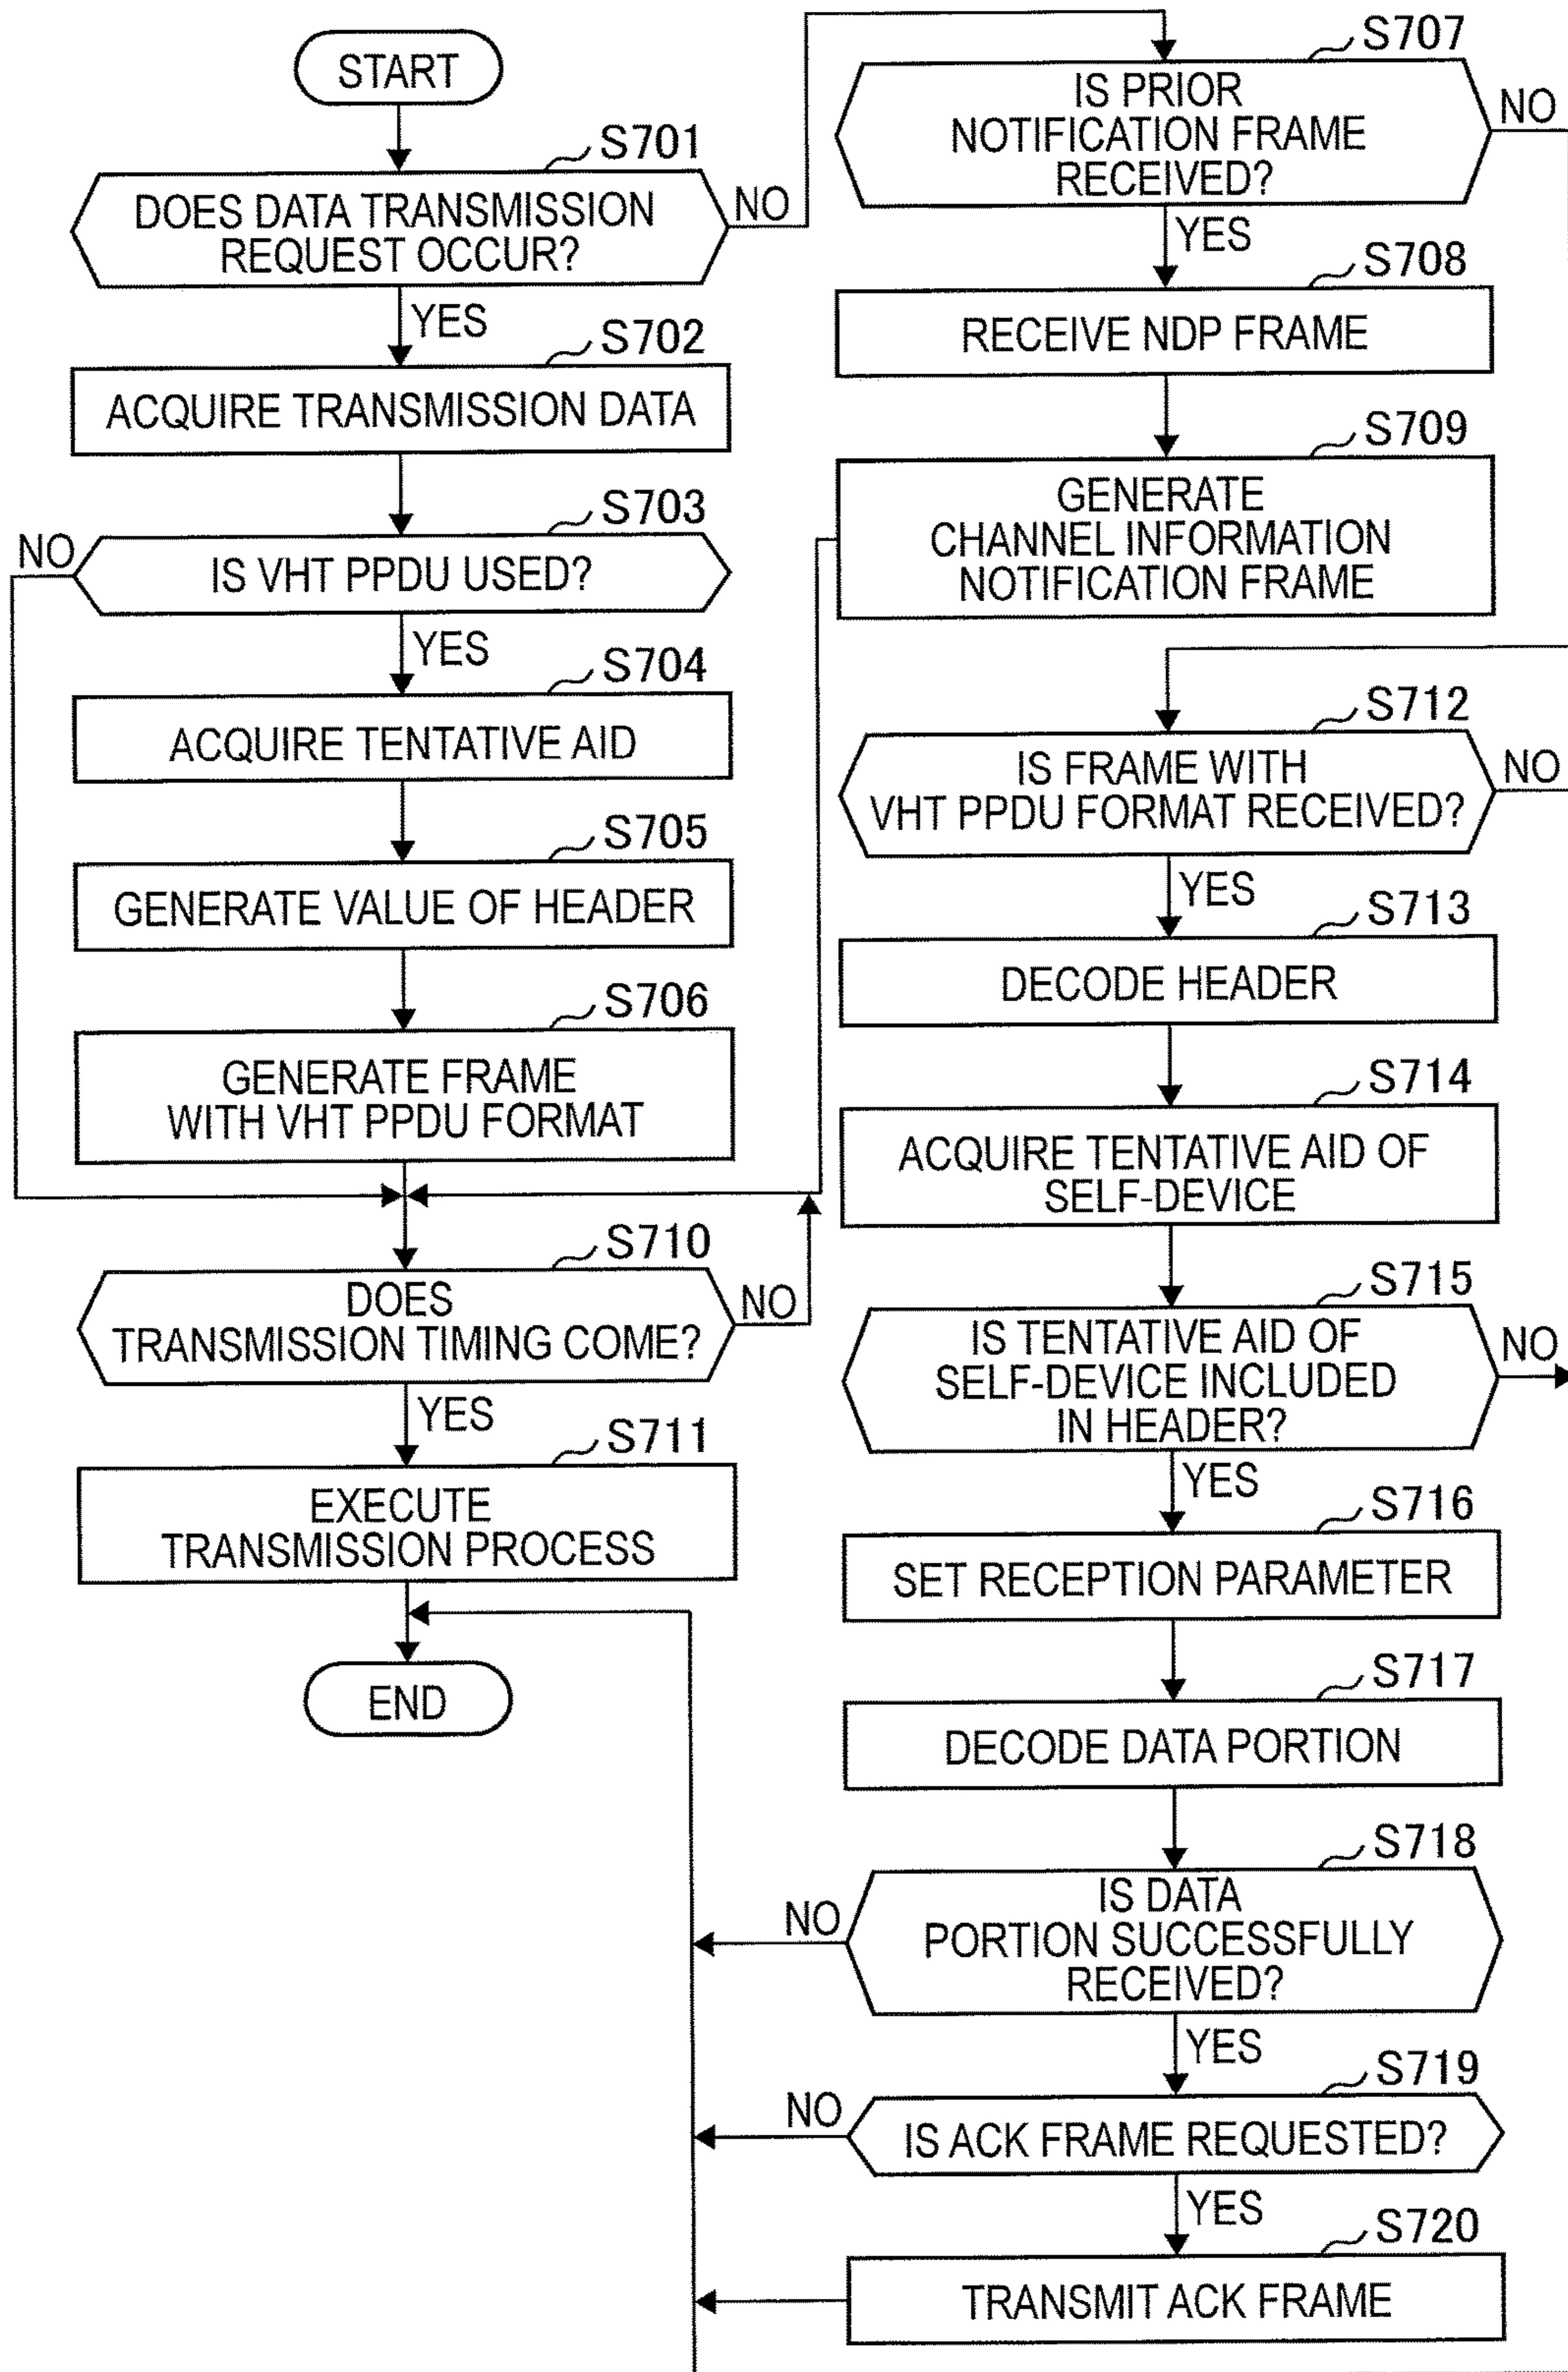 START
S701
DOES DATA TRANSMISSION
REQUEST OCCUR?
NO
YES
S702
ACQUIRE TRANSMISSION DATA
S703
NO
IS VHT PPDU USED?
YES
S704
ACQUIRE TENTATIVE AID
S705
GENERATE VALUE OF HEADER
S706
GENERATE FRAME
WITH VHT PPDU FORMAT
S710
DOES
TRANSMISSION TIMING COME?
NO
YES
S711
EXECUTE
TRANSMISSION PROCESS
END
S707
IS PRIOR
NOTIFICATION FRAME
RECEIVED?
NO
YES
S708
RECEIVE NDP FRAME
S709
GENERATE
CHANNEL INFORMATION
NOTIFICATION FRAME
S712
IS FRAME WITH
VHT PPDU FORMAT RECEIVED?
NO
YES
S713
DECODE HEADER
S714
ACQUIRE TENTATIVE AID OF
SELF-DEVICE
S715
IS TENTATIVE AID OF
SELF-DEVICE INCLUDED
IN HEADER?
NO
YES
S716
SET RECEPTION PARAMETER
S717
DECODE DATA PORTION
S718
IS DATA
PORTION SUCCESSFULLY
RECEIVED?
NO
YES
S719
NO
IS ACK FRAME REQUESTED?
YES
S720
TRANSMIT ACK FRAME